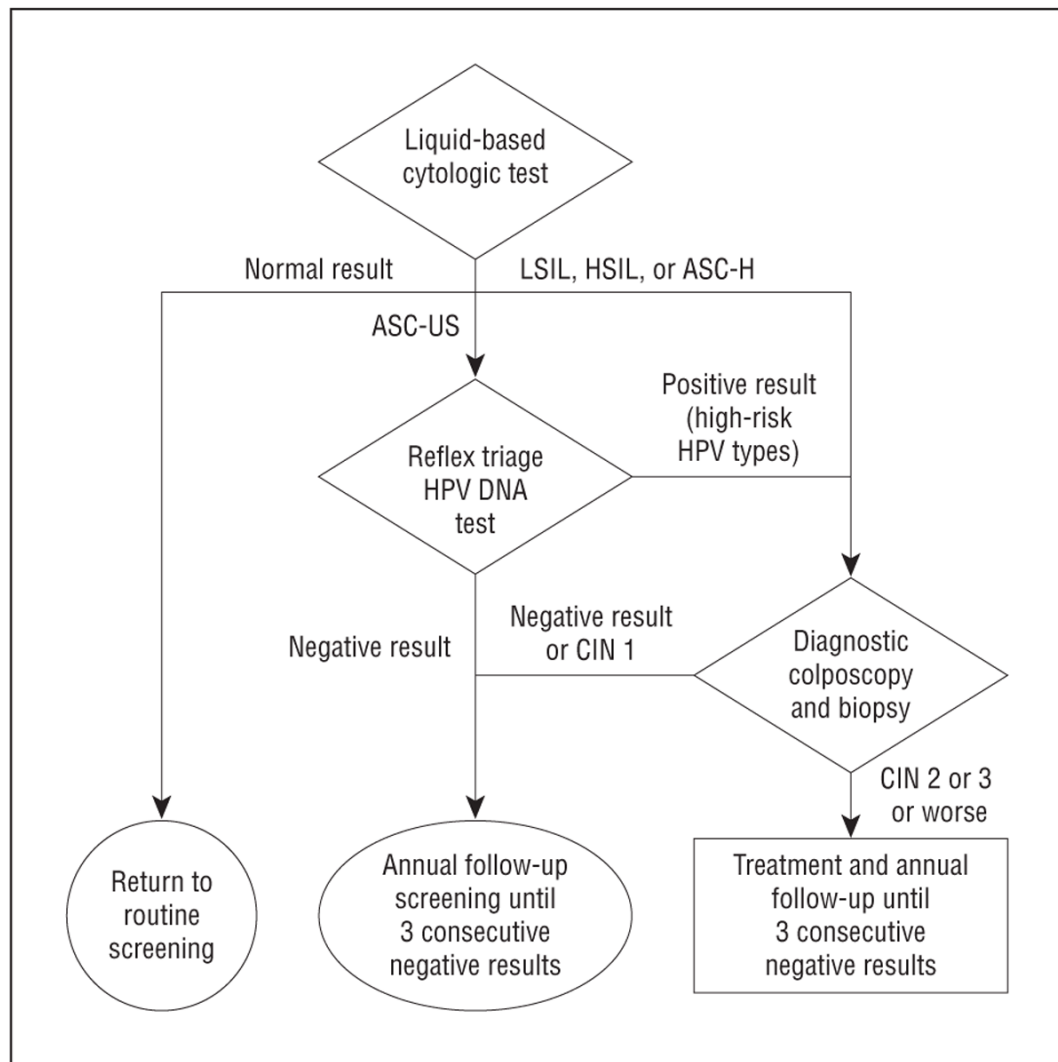 Liquid-based
cytologic test
Normal result
LSIL, HSIL, or ASC-H
ASC-US
Positive result
(high-risk
HPV types)
Reflex triage
HPV DNA
test
Negative result
Negative result
or CIN 1
Diagnostic
colposcopy
and biopsy
CIN 2 or 3
or worse
Return to
routine
screening
Annual follow-up
screening until
3 consecutive
negative results
Treatment and annual
follow-up until
3 consecutive
negative results